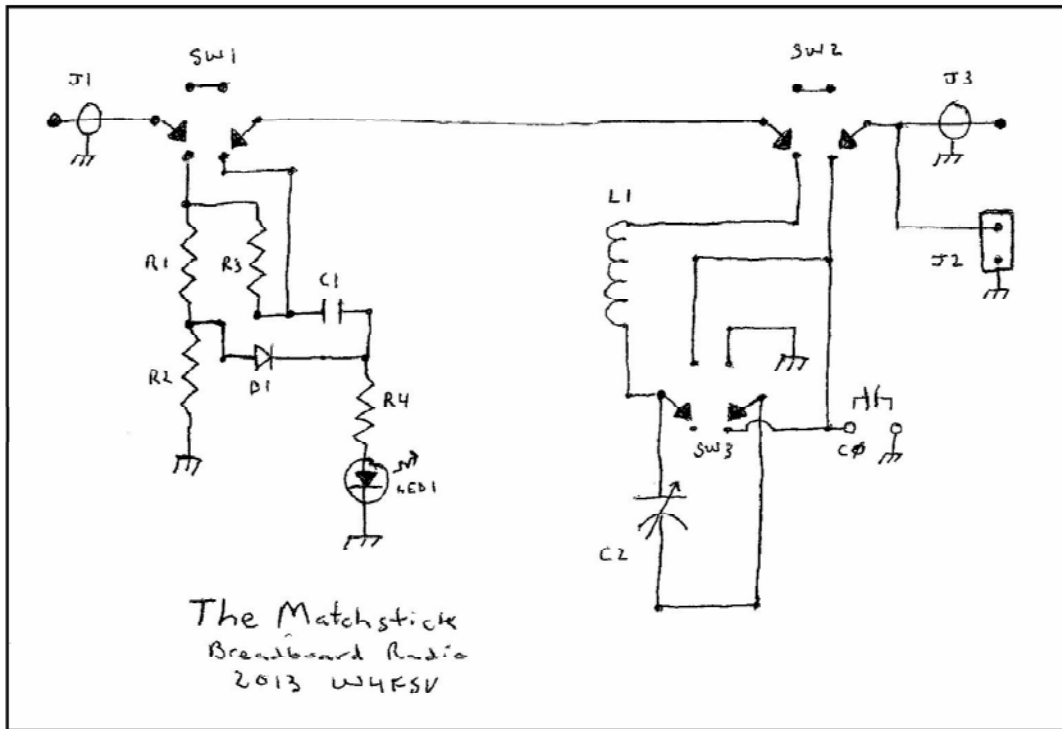 SW1
SW2
J1
J3
L1
R1
R3
C1
J2
R2
D1
R4
SW3
CØ
LED1
C2
The Matchstick
Breadboard Radio
2013 W4FSV